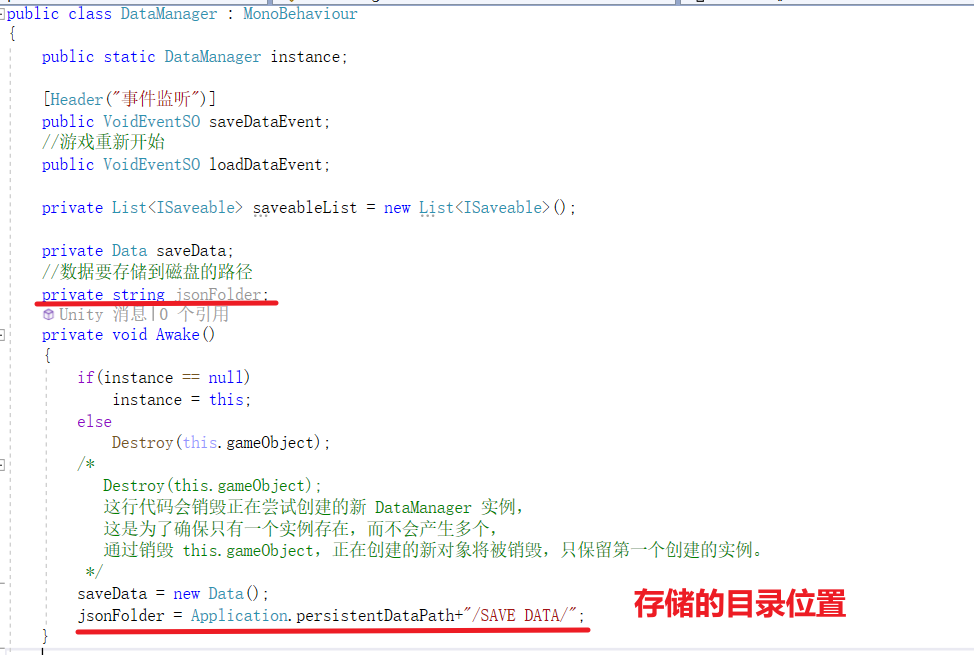 public class DataManager : MonoBehaviour
{
public static DataManager instance;
[Header("事件监听")]
public VoidEventSO saveDataEvent;
//游戏重新开始
public VoidEventSO loadDataEvent;
private List<ISaveable> saveableList = new List<ISaveable>();
private Data saveData;
//数据要存储到磁盘的路径
private string jsonFolder;
Unity 消息|0 个引用
private void Awake()
{
if(instance == null)
instance = this;
else
Destroy(this.gameObject);
/*
Destroy(this.gameObject);
这行代码会销毁正在尝试创建的新 DataManager 实例，
这是为了确保只有一个实例存在，而不会产生多个，
通过销毁 this.gameObject，正在创建的新对象将被销毁，只保留第一个创建的实例。
*/
saveData = new Data();
jsonFolder = Application.persistentDataPath+"/SAVE DATA/";
存储的目录位置
}